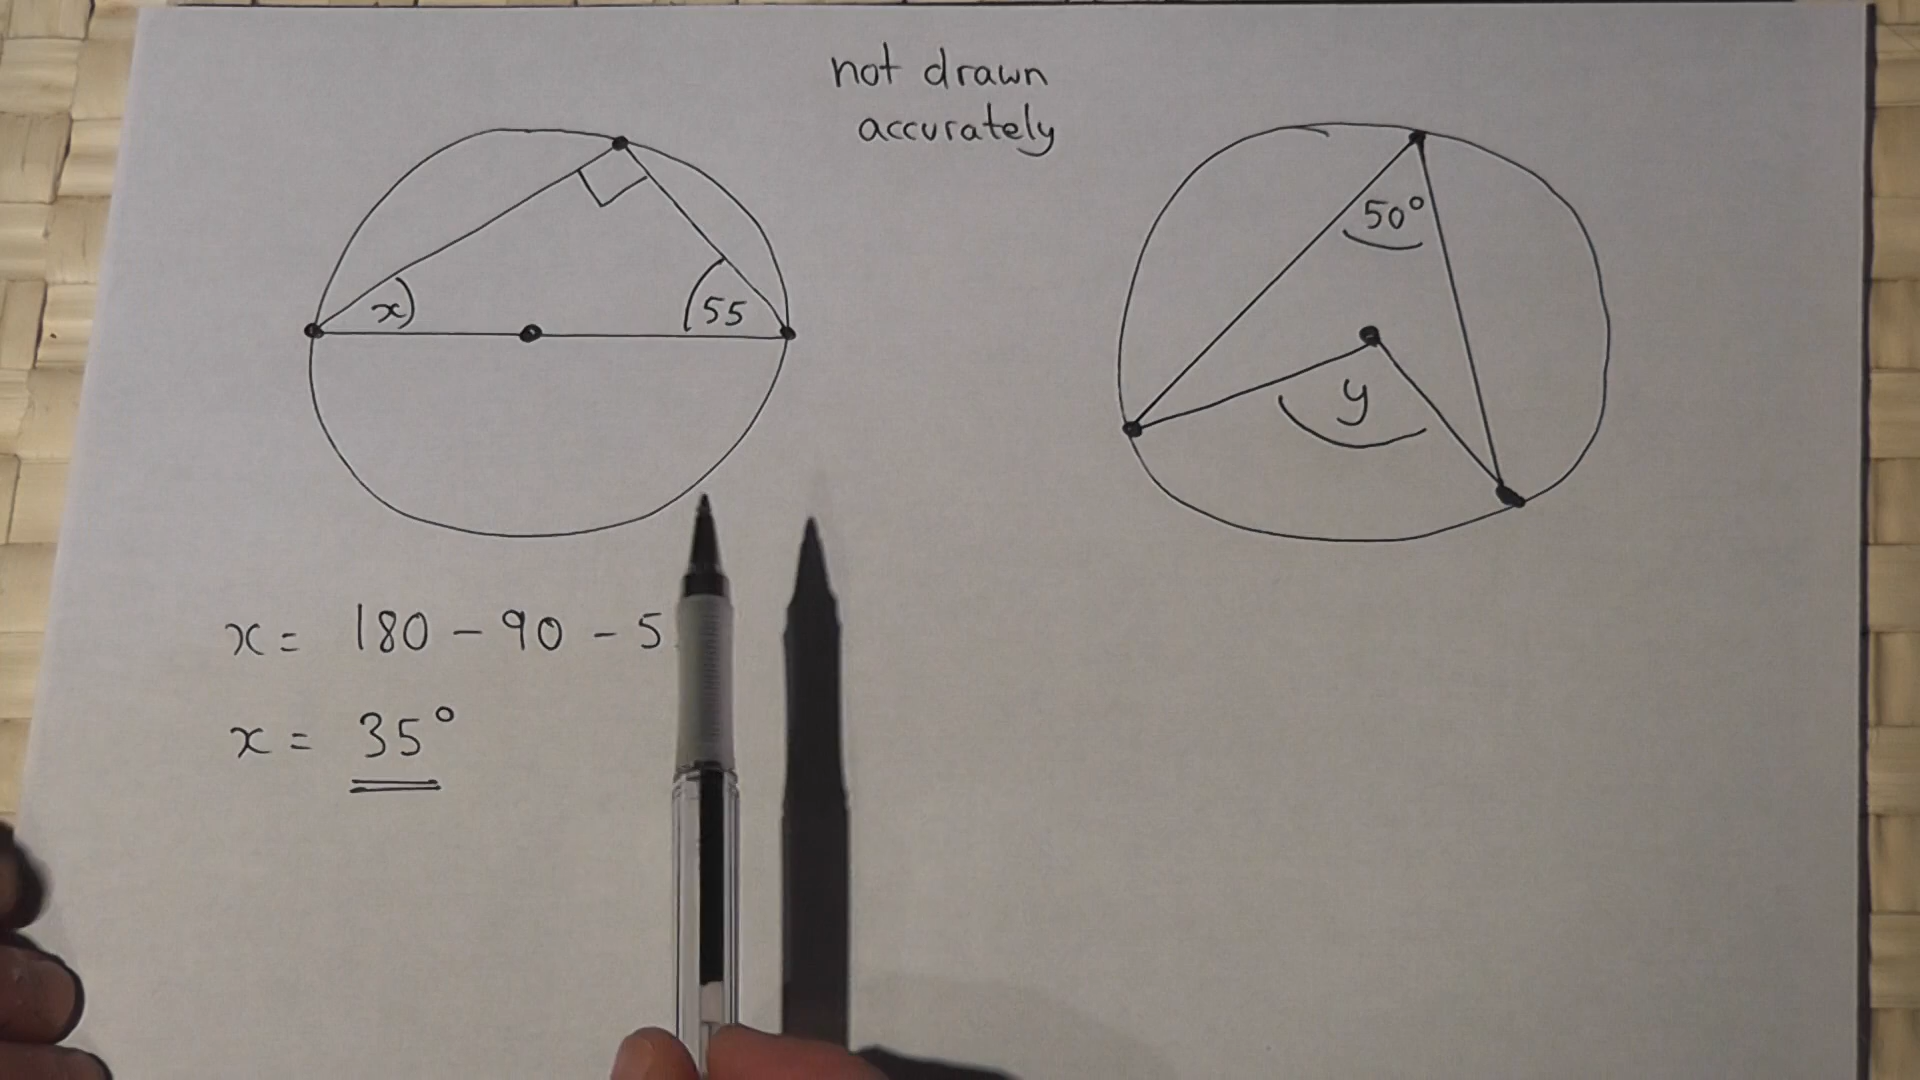 not drawn
accurately
x
55
50°
y
x = 180 - 90 - 5
x = 35°